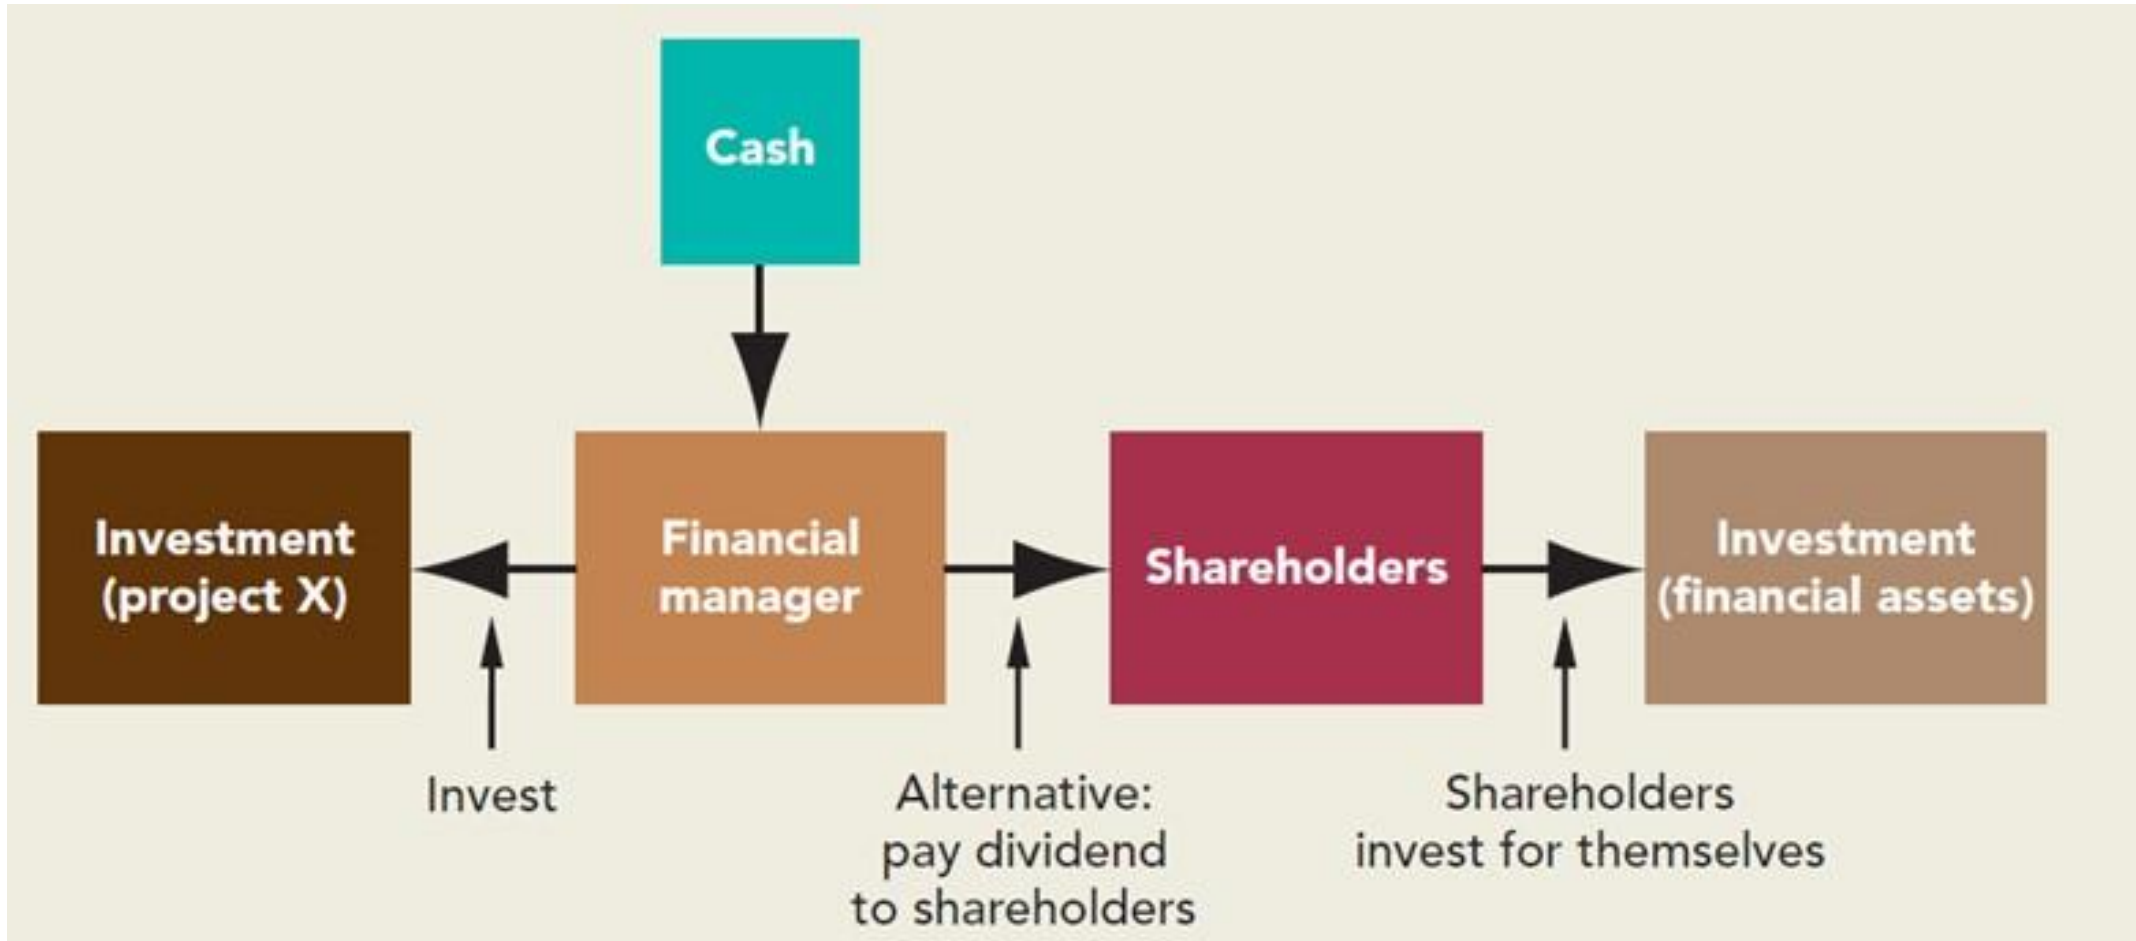 Cash
Investment
(project X)
Financial
manager
Shareholders
Investment
(financial assets)
Invest
Alternative:
pay dividend
to shareholders
Shareholders
invest for themselves